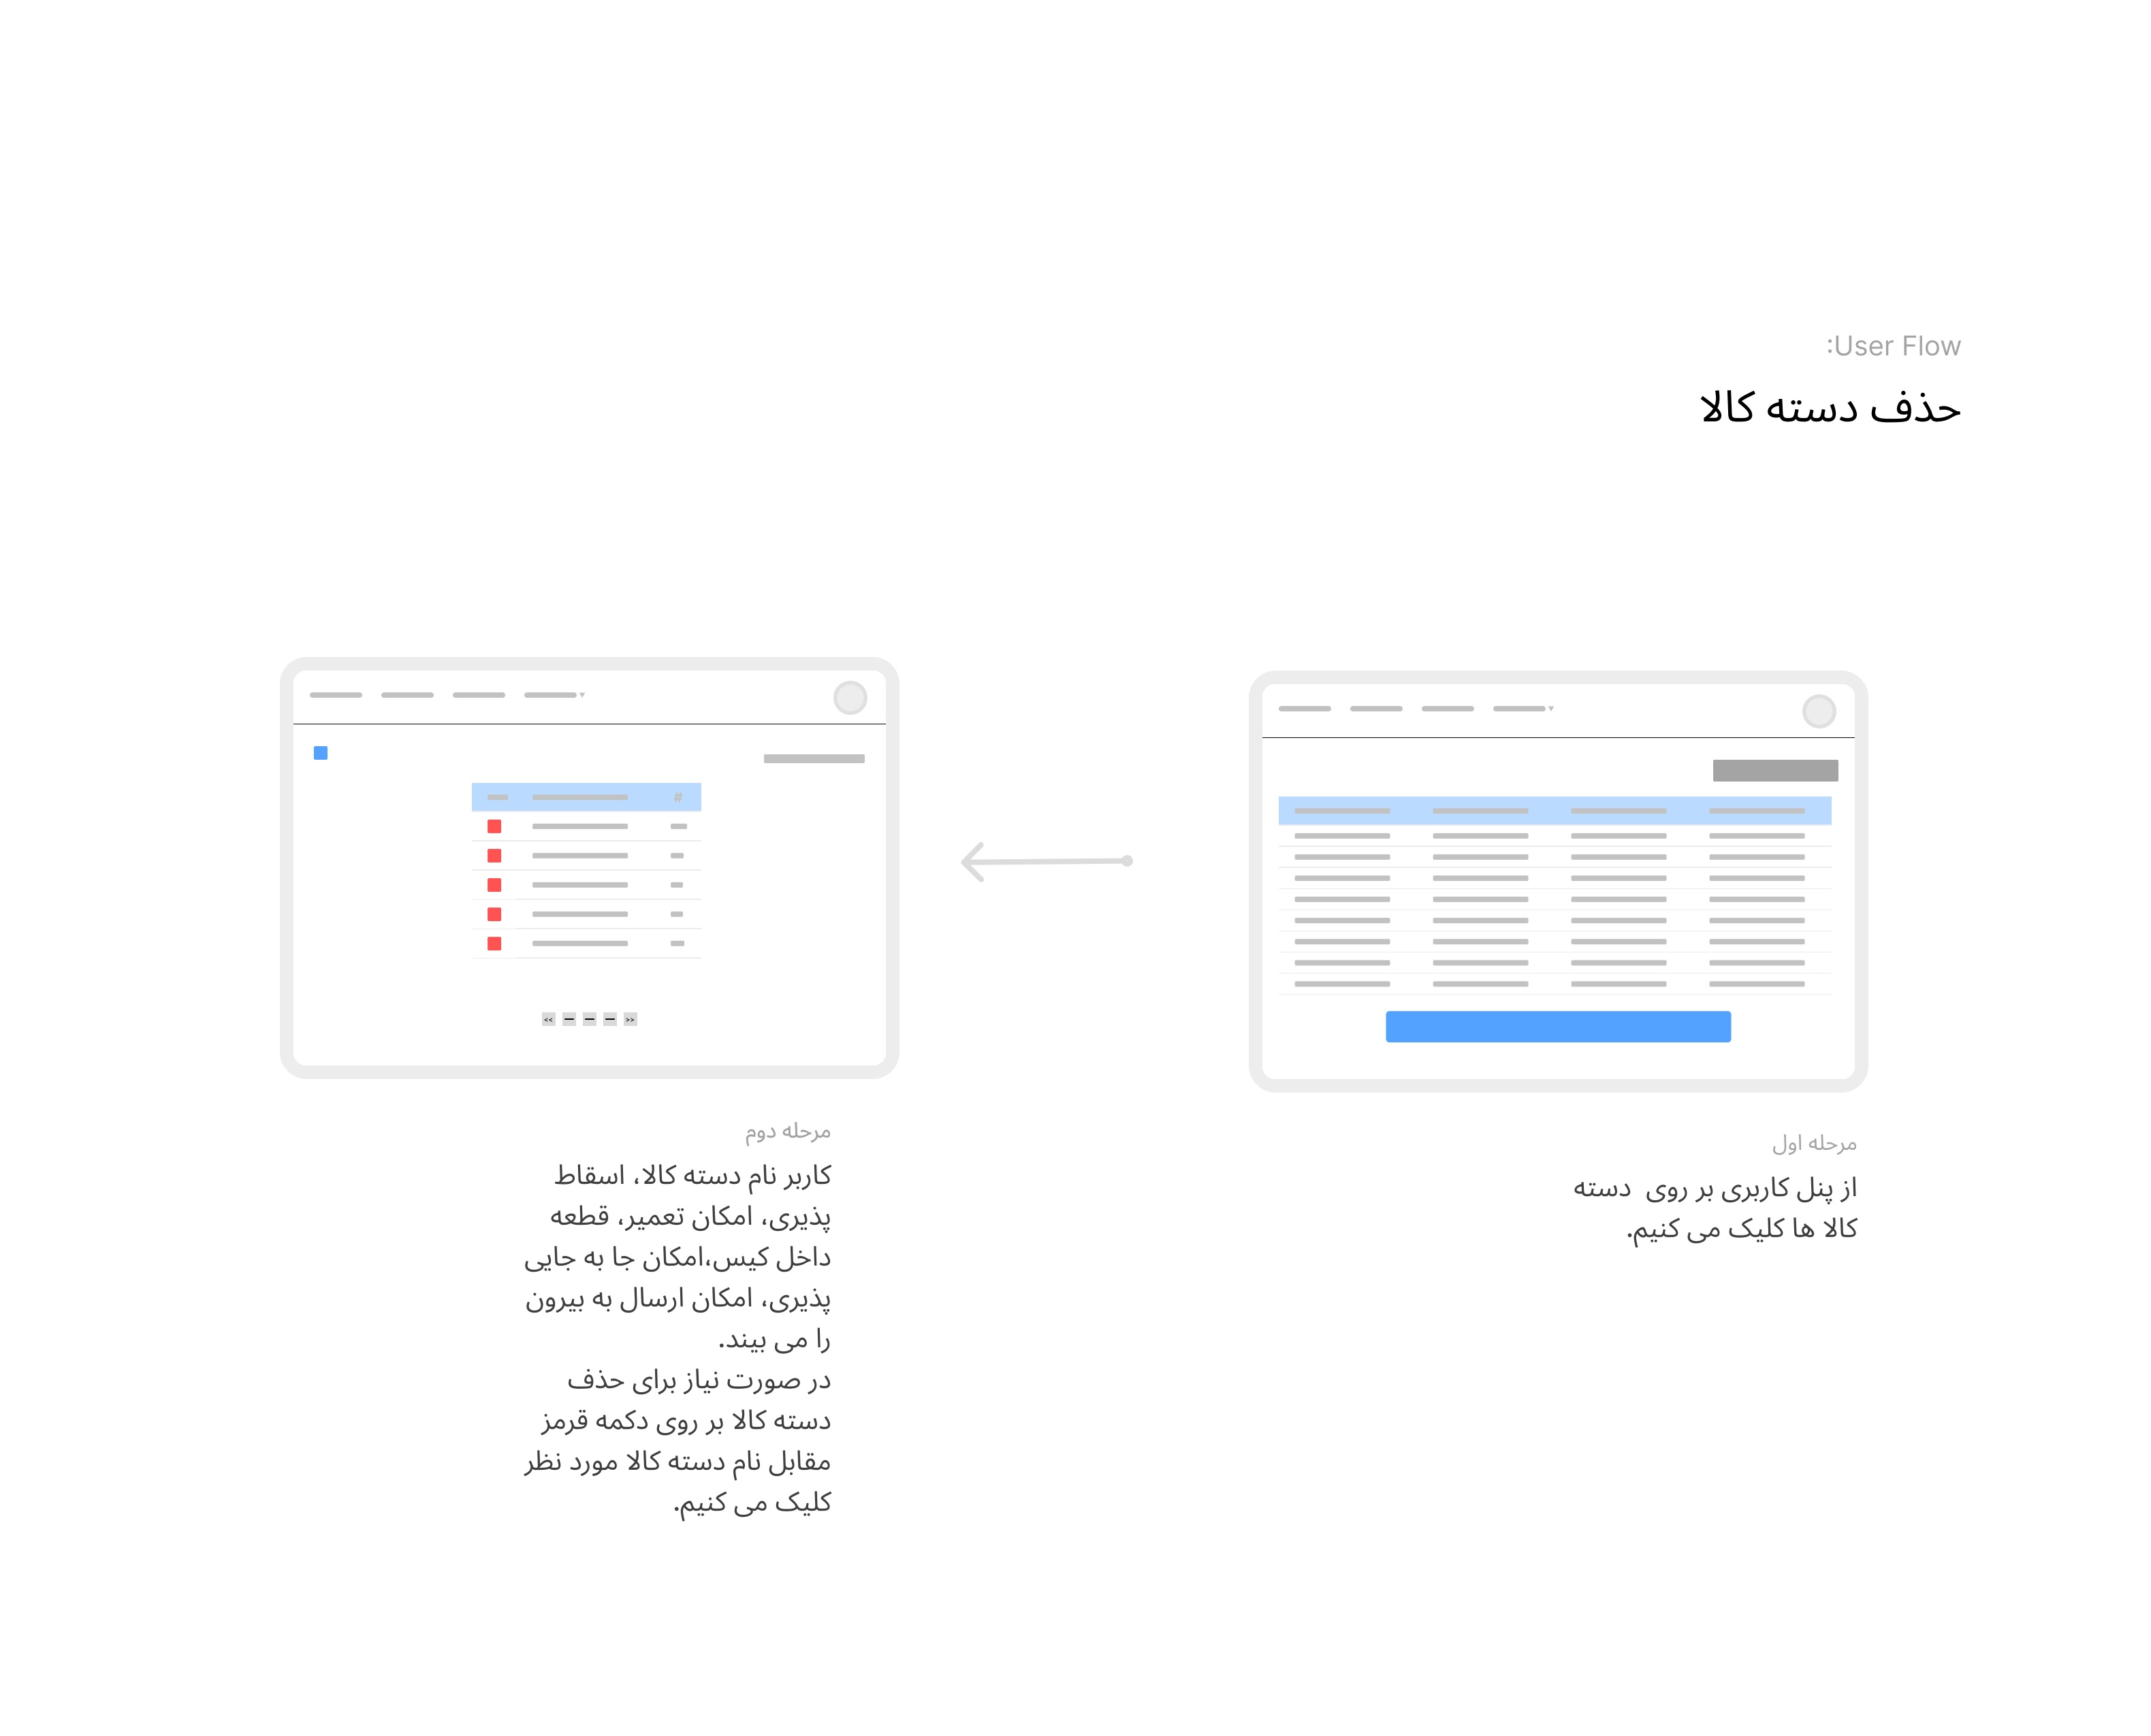 User Flow:
حذف دسته کالا
#
<< >>
مرحله اول
از پنل کاربری بر روی دسته
کالا ها کلیک می کنیم.
مرحله دوم
کاربر نام دسته کالا، اسقاط
پذیری، امکان تعمیر، قطعه
داخل کیس،امکان جا به جایی
پذیری، امکان ارسال به بیرون
را می بیند.
در صورت نیاز برای حذف
دسته کالا بر روی دکمه قرمز
مقابل نام دسته کالا مورد نظر
کلیک می کنیم.